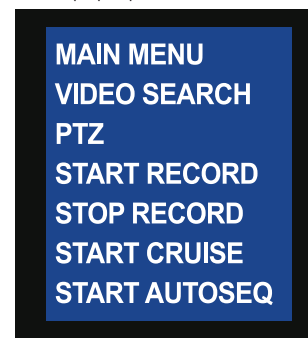 MAIN MENU
VIDEO SEARCH
PTZ
START RECORD
STOP RECORD
START CRUISE
START AUTOSEQ